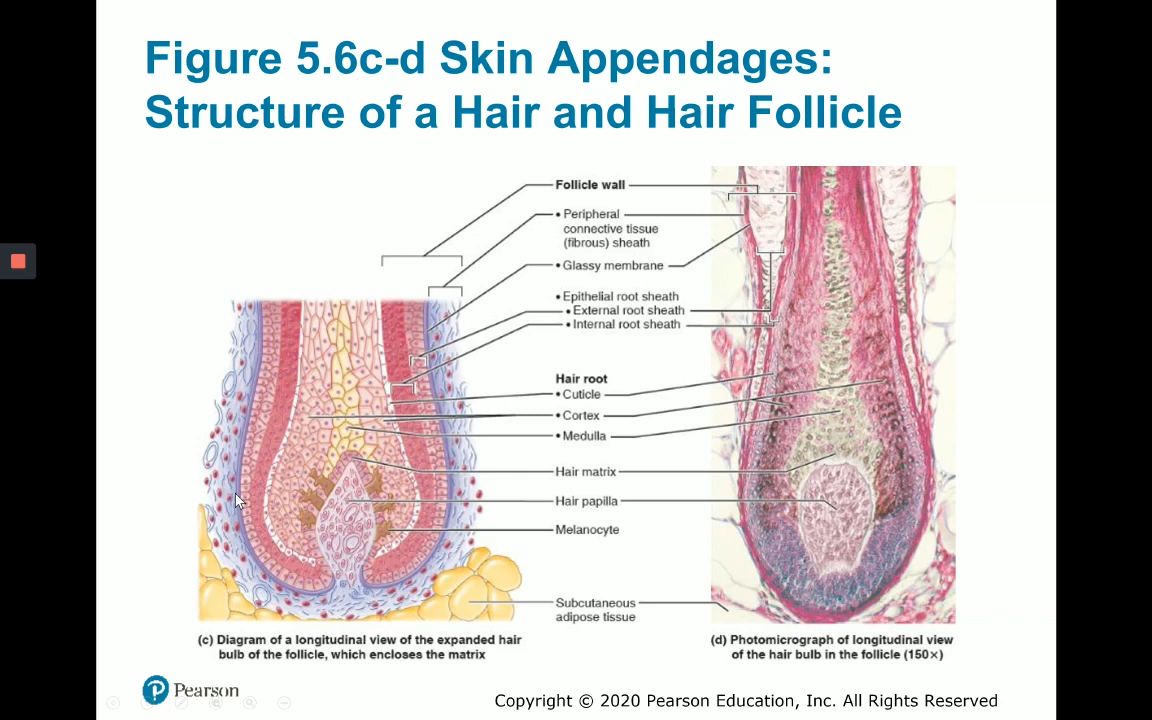 Figure 5.6c-d Skin Appendages:
Structure of a Hair and Hair Follicle
Follicle wall
• Peripheral
connective tissue
(fibrous) sheath
• Glassy membrane
• Epithelial root sheath
• External root sheath
• Internal root sheath
Hair root
• Cuticle
• Cortex
• Medulla
Hair matrix
Hair papilla
Melanocyte
Subcutaneous
adipose tissue
(c) Diagram of a longitudinal view of the expanded hair
bulb of the follicle, which encloses the matrix
(d) Photomicrograph of longitudinal view
of the hair bulb in the follicle (150×)
P Pearson
Copyright © 2020 Pearson Education, Inc. All Rights Reserved